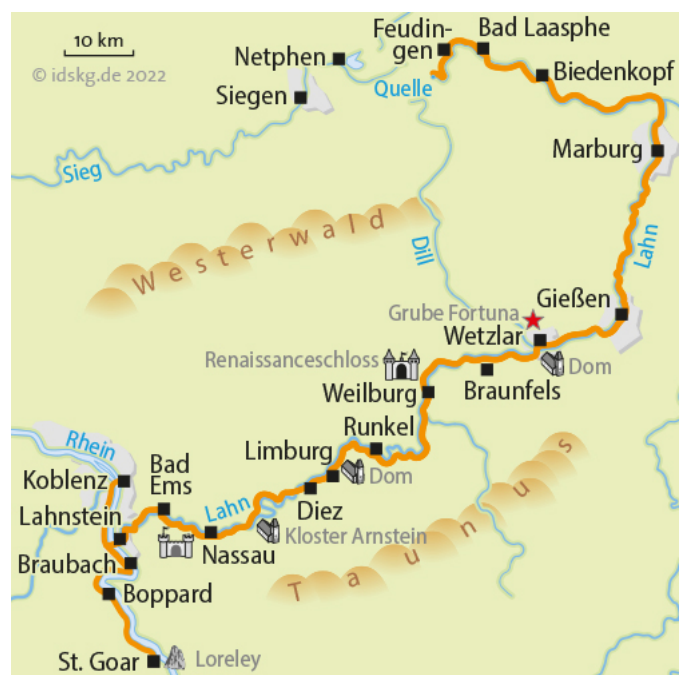 10 km
© idskg.de 2022
Netphen
Siegen
Feudin-
gen
Bad Laasphe
Biedenkopf
Quelle
Sieg
Marburg
Westerwald
Dill
Lahn
Grube Fortuna
Gießen
Wetzlar
Renaissanceschloss
Dom
Braunfels
Weilburg
Runkel
Limburg
Dom
Rhein
Koblenz
Bad
Ems
Lahn
Diez
Taunus
Lahnstein
Nassau
Kloster Arnstein
Braubach
Boppard
St. Goar
Loreley